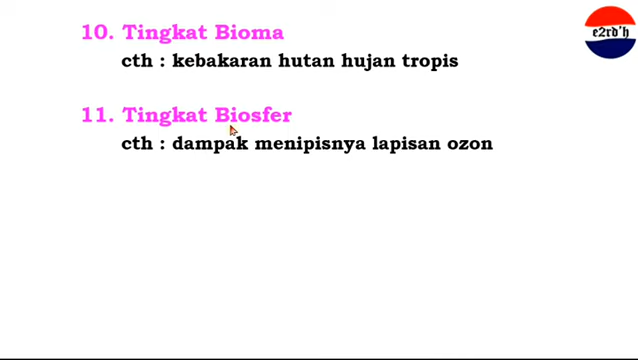 10. Tingkat Bioma
cth : kebakaran hutan hujan tropis
11. Tingkat Biosfer
cth : dampak menipisnya lapisan ozon
e2rd'h